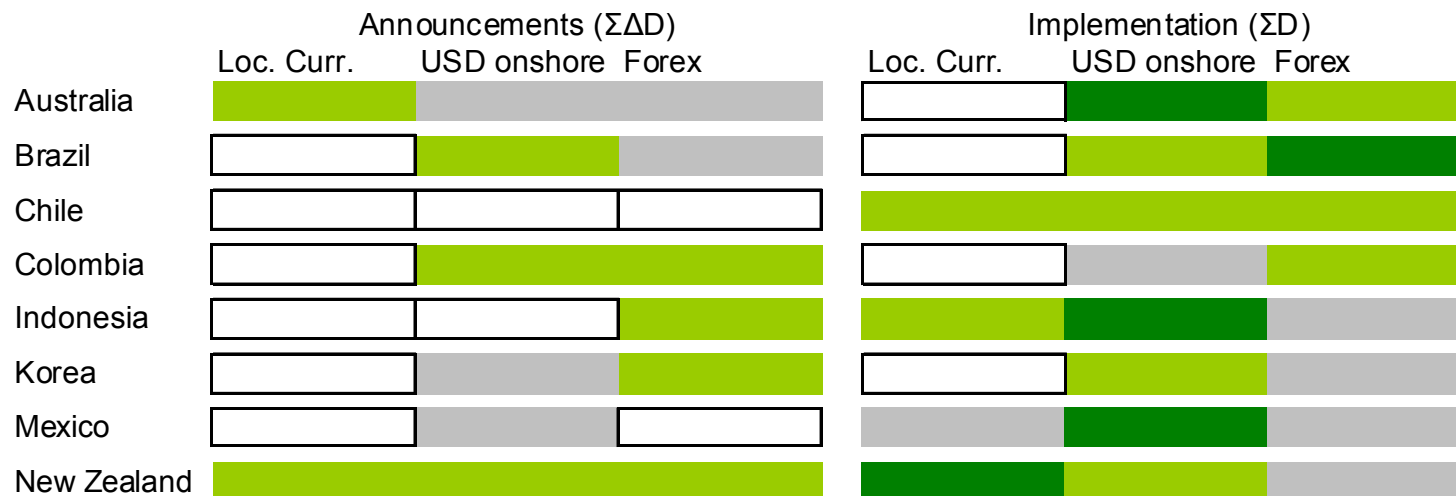 Announcements (ΣΔD) Implementation (ΣD)
Loc. Curr. USD onshore Forex Loc. Curr. USD onshore Forex
Australia
Brazil
Chile
Colombia
Indonesia
Korea
Mexico
New Zealand